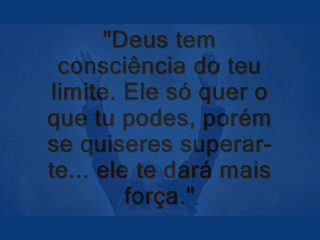 "Deus tem
consciência do teu
limite. Ele só quer o
que tu podes, porém
se quiseres superar-
te... ele te dará mais
força."